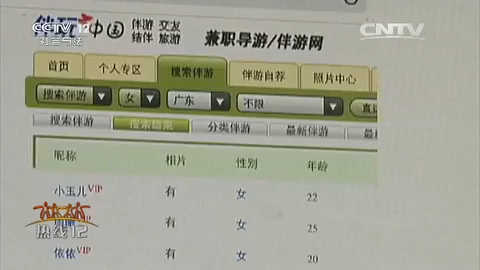 CCTV 12
社会与法
CNTV
伴玩 中国
伴游 交友
结伴 旅游
兼职导游/伴游网
首页 个人专区 搜索伴游 伴游自荐 照片中心
搜索伴游 女 广东 不限
搜索伴游 搜索结果 分类伴游 最新伴游
昵称 相片 性别 年龄
小玉儿VIP 有 女 22
VIP 有 女 25
依依VIP 有 女 20
热线12